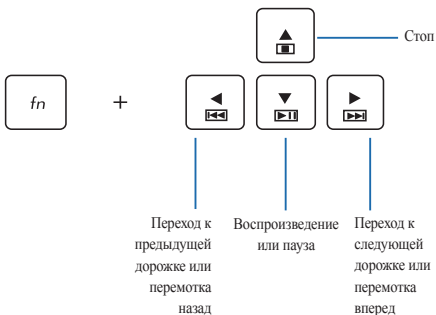 Стоп
fn +
Переход к
предыдущей
дорожке или
перемотка
назад
Воспроизведение
или пауза
Переход к
следующей
дорожке или
перемотка
вперед